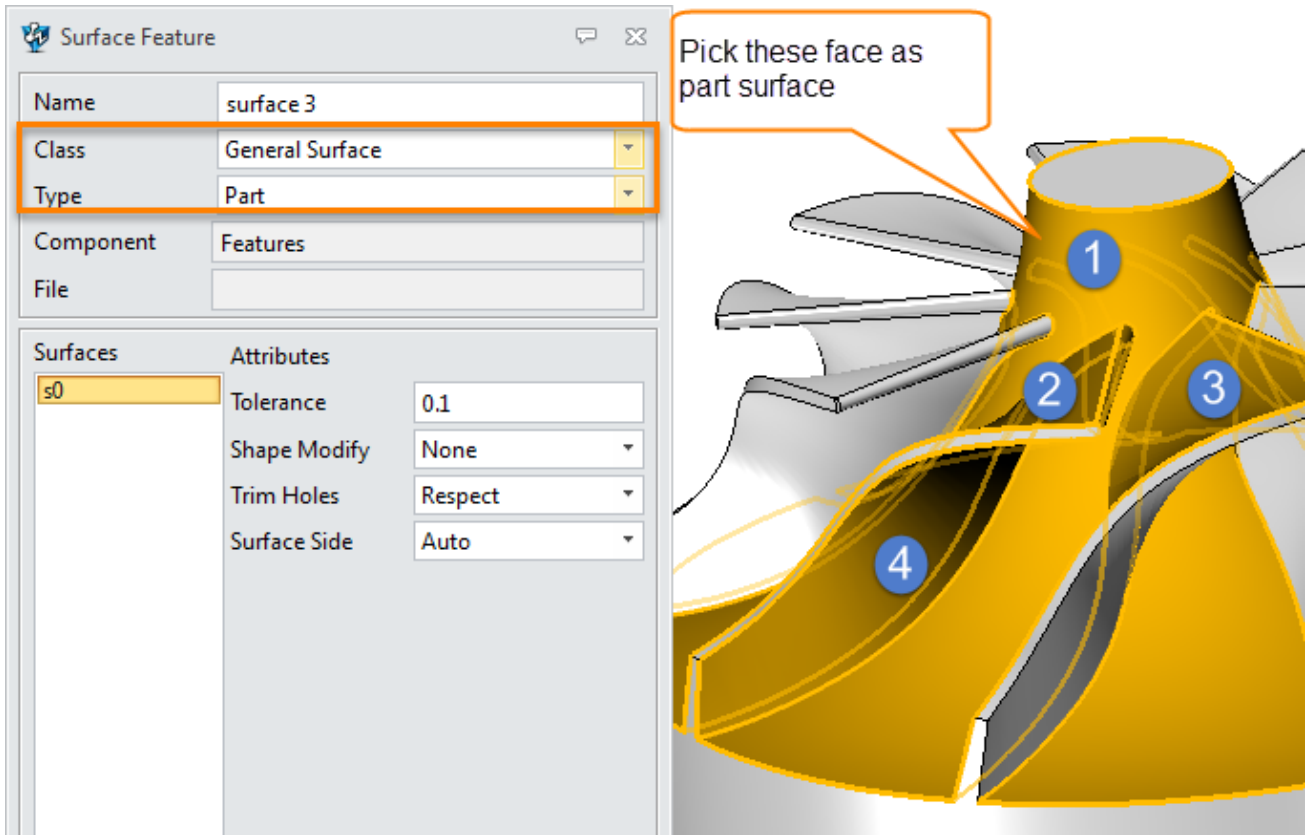 Surface Feature
Name
surface 3
Class
General Surface
Type
Part
Component
Features
File
Surfaces
s0
Attributes
Tolerance
0.1
Shape Modify
None
Trim Holes
Respect
Surface Side
Auto
Pick these face as
part surface
1
2
3
4